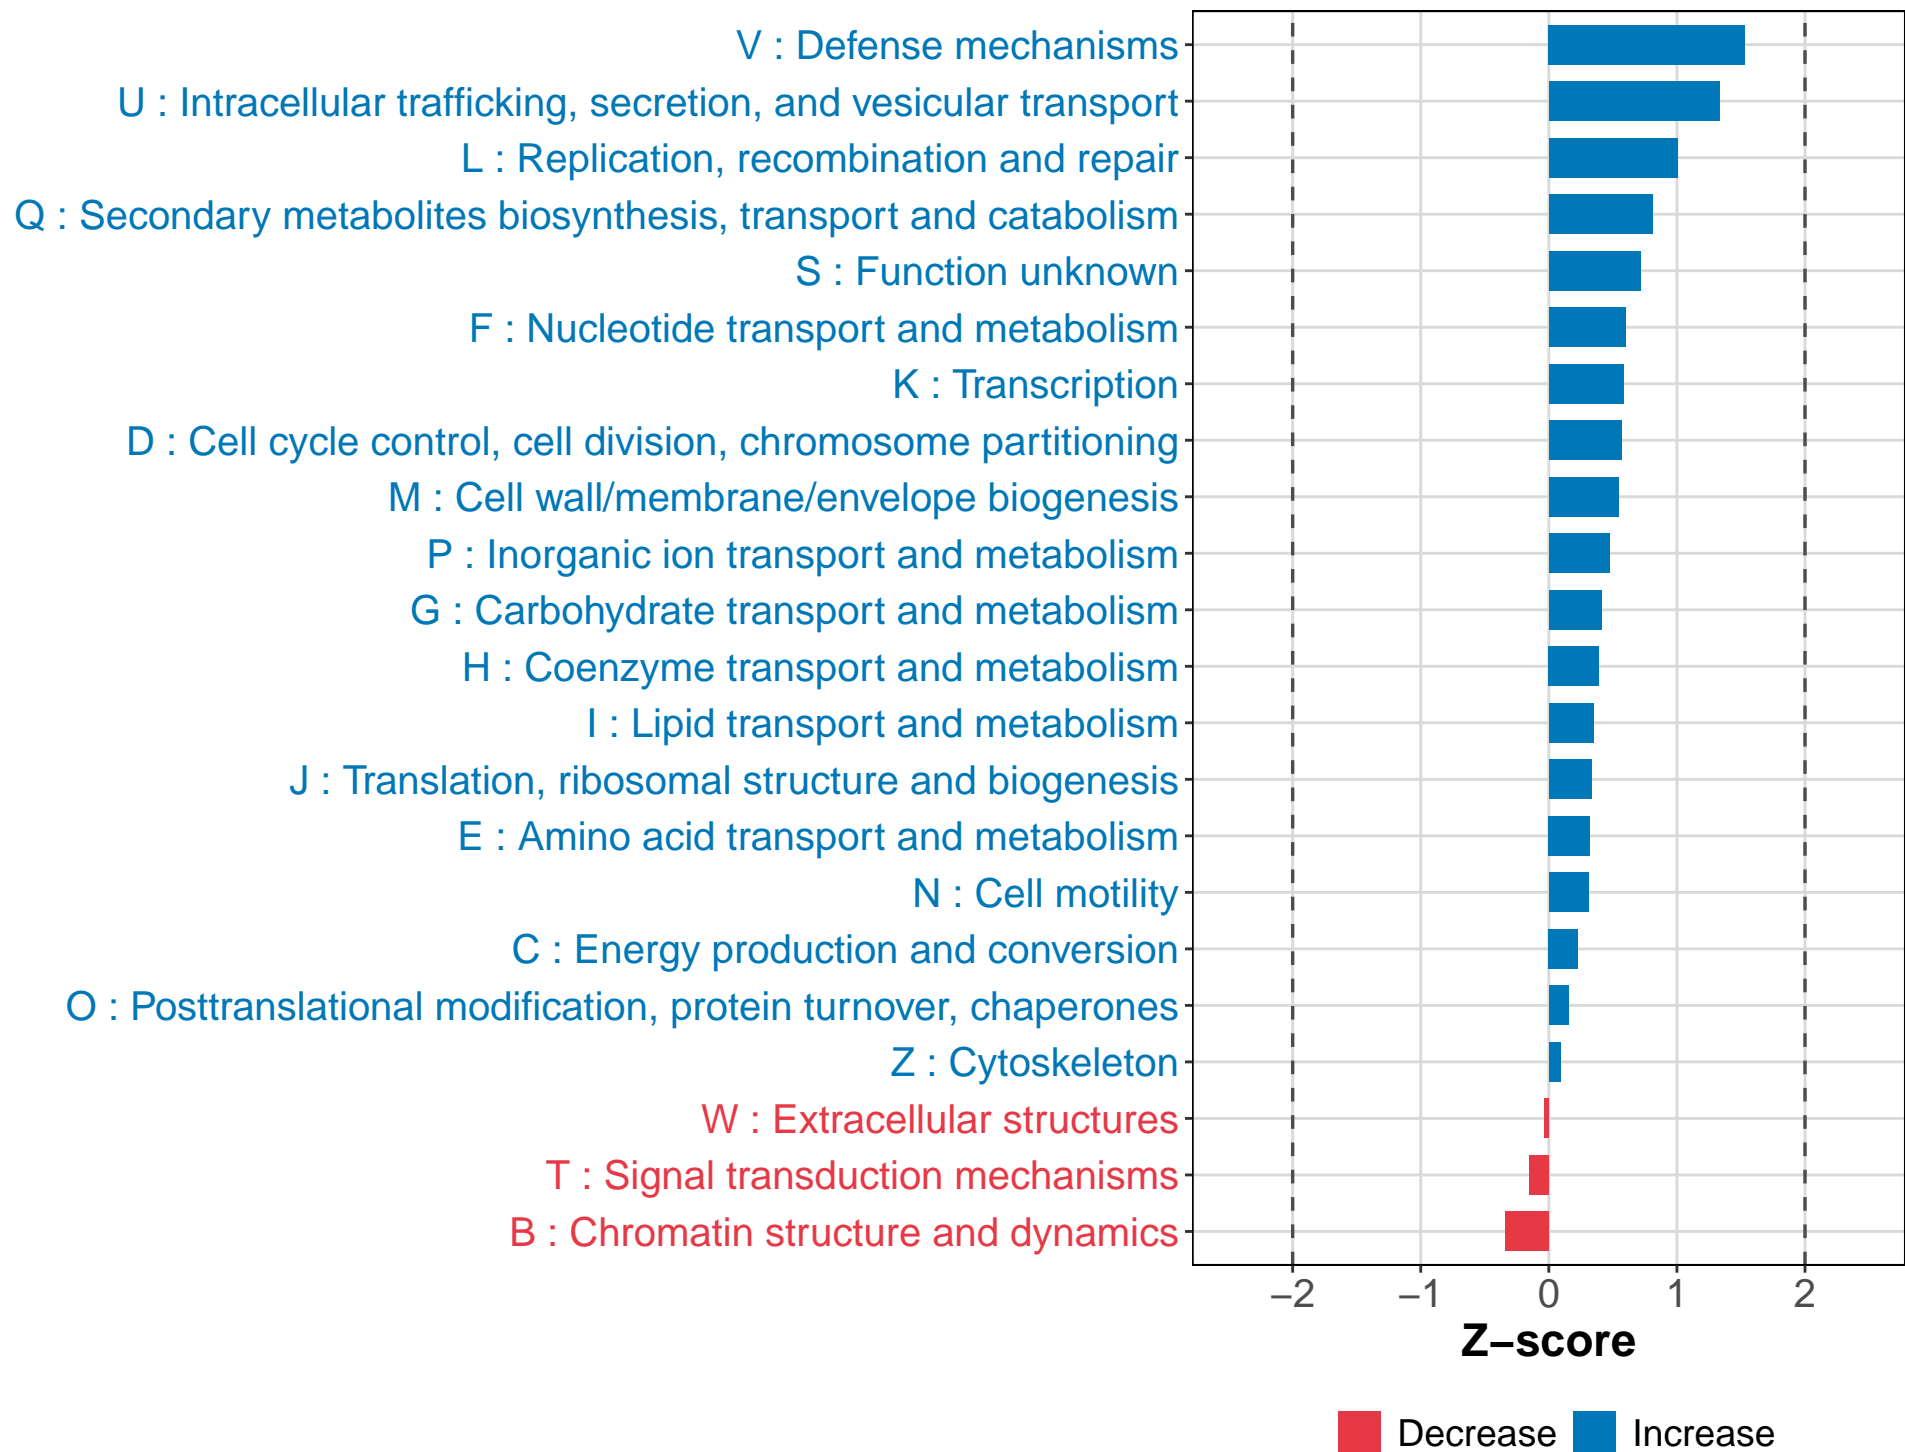 V : Defense mechanisms
U : Intracellular trafficking, secretion, and vesicular transport
L : Replication, recombination and repair
Q : Secondary metabolites biosynthesis, transport and catabolism
S : Function unknown
F : Nucleotide transport and metabolism
K : Transcription
D : Cell cycle control, cell division, chromosome partitioning
M : Cell wall/membrane/envelope biogenesis
P : Inorganic ion transport and metabolism
G : Carbohydrate transport and metabolism
H : Coenzyme transport and metabolism
I : Lipid transport and metabolism
J : Translation, ribosomal structure and biogenesis
E : Amino acid transport and metabolism
N : Cell motility
C : Energy production and conversion
O : Posttranslational modification, protein turnover, chaperones
Z : Cytoskeleton
W : Extracellular structures
T : Signal transduction mechanisms
B : Chromatin structure and dynamics
−2 −1 0 1 2
Z−score
Decrease Increase